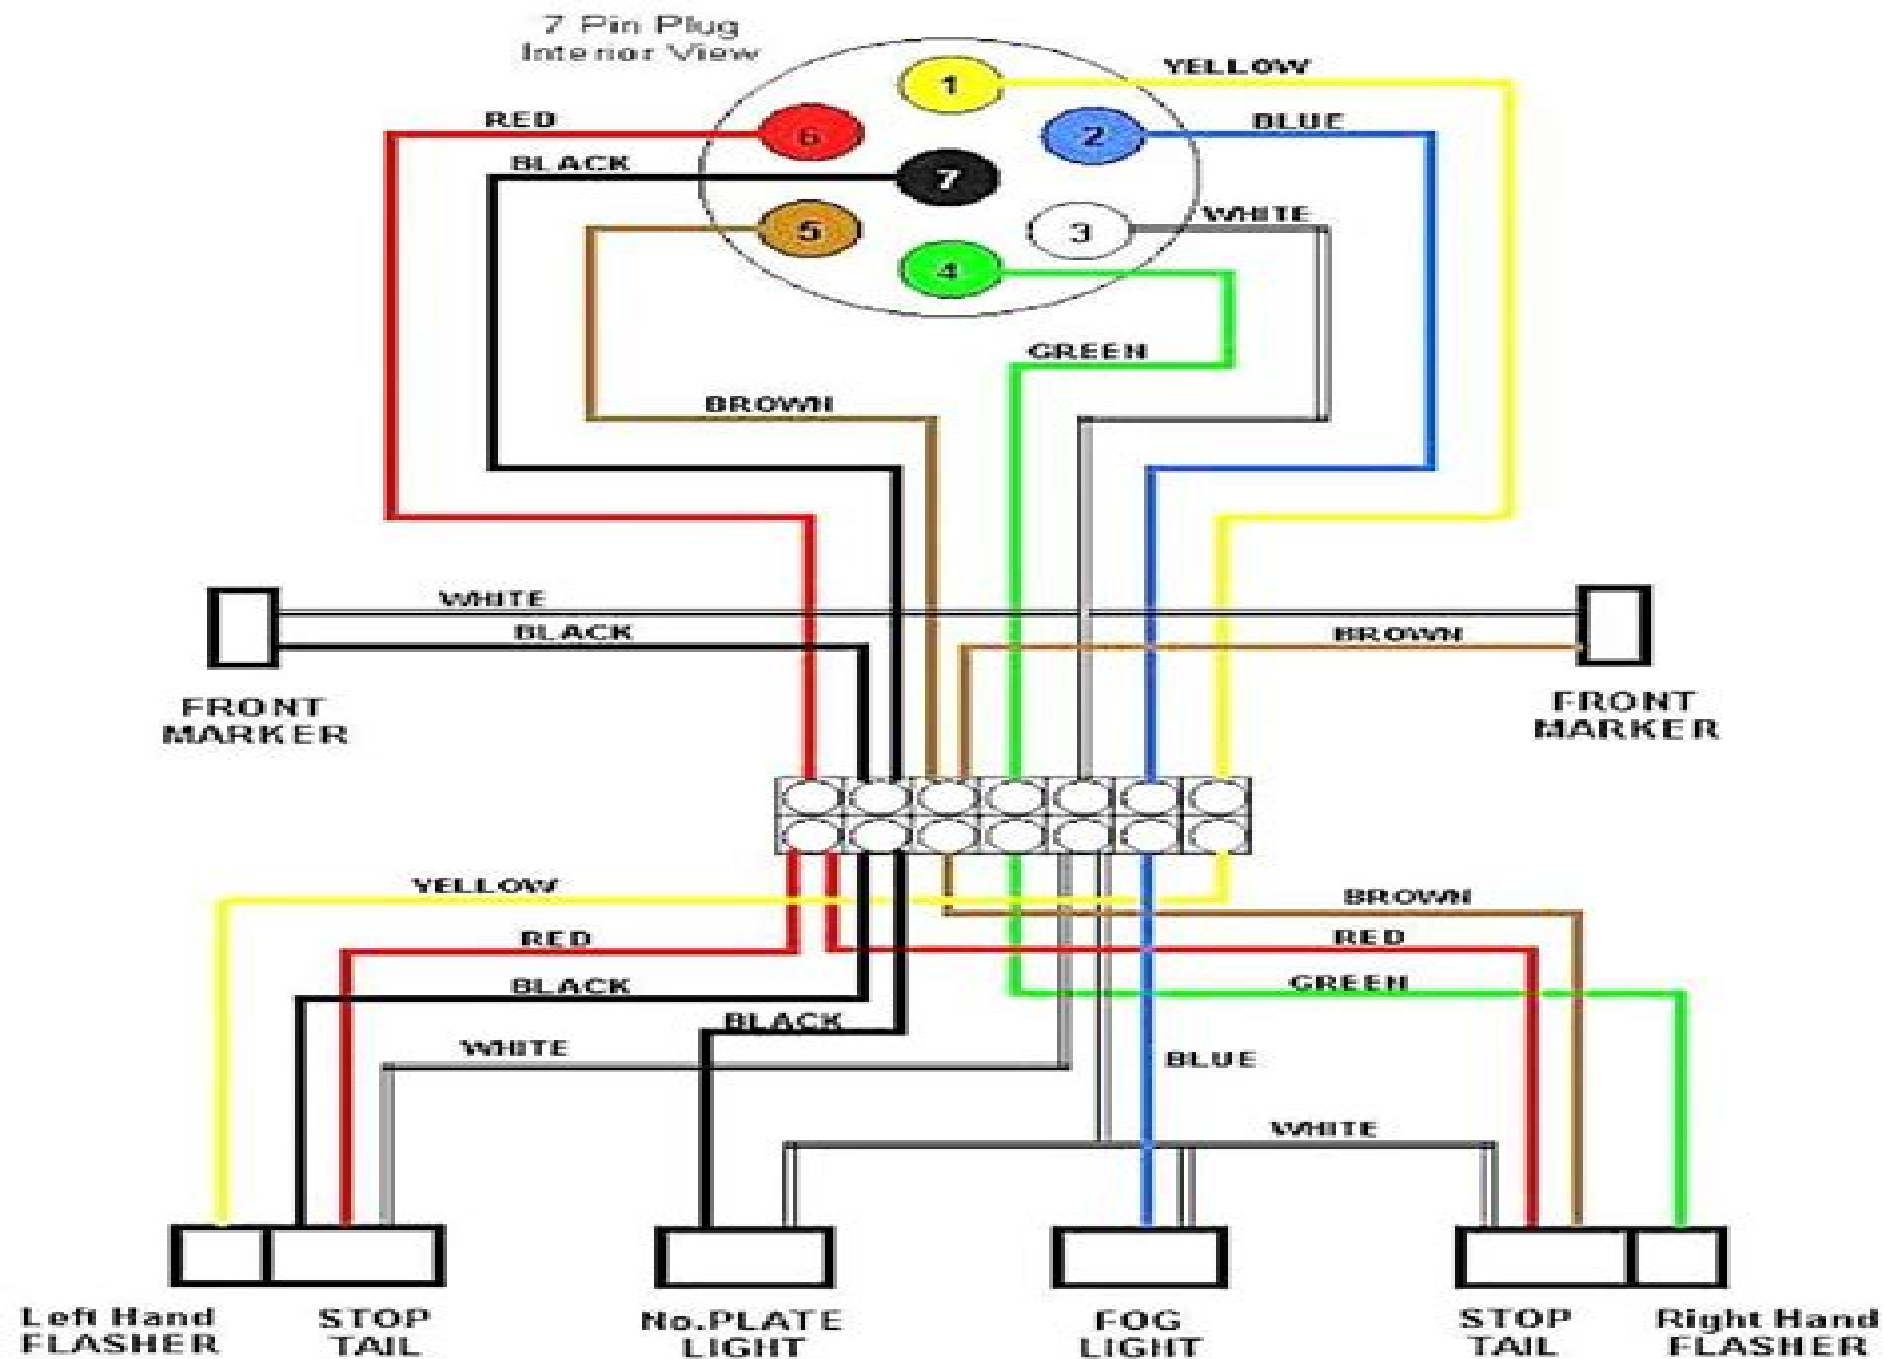 7 Pin Plug
Interior View
YELLOW
1
RED
BLUE
6
2
BLACK
7
WHITE
5
3
4
GREEN
BROWN
WHITE
BLACK
BROWN
FRONT
MARKER
FRONT
MARKER
YELLOW
BROWN
RED
RED
BLACK
GREEN
BLACK
WHITE
BLUE
WHITE
Left Hand
FLASHER
STOP
TAIL
No.PLATE
LIGHT
FOG
LIGHT
STOP
TAIL
Right Hand
FLASHER